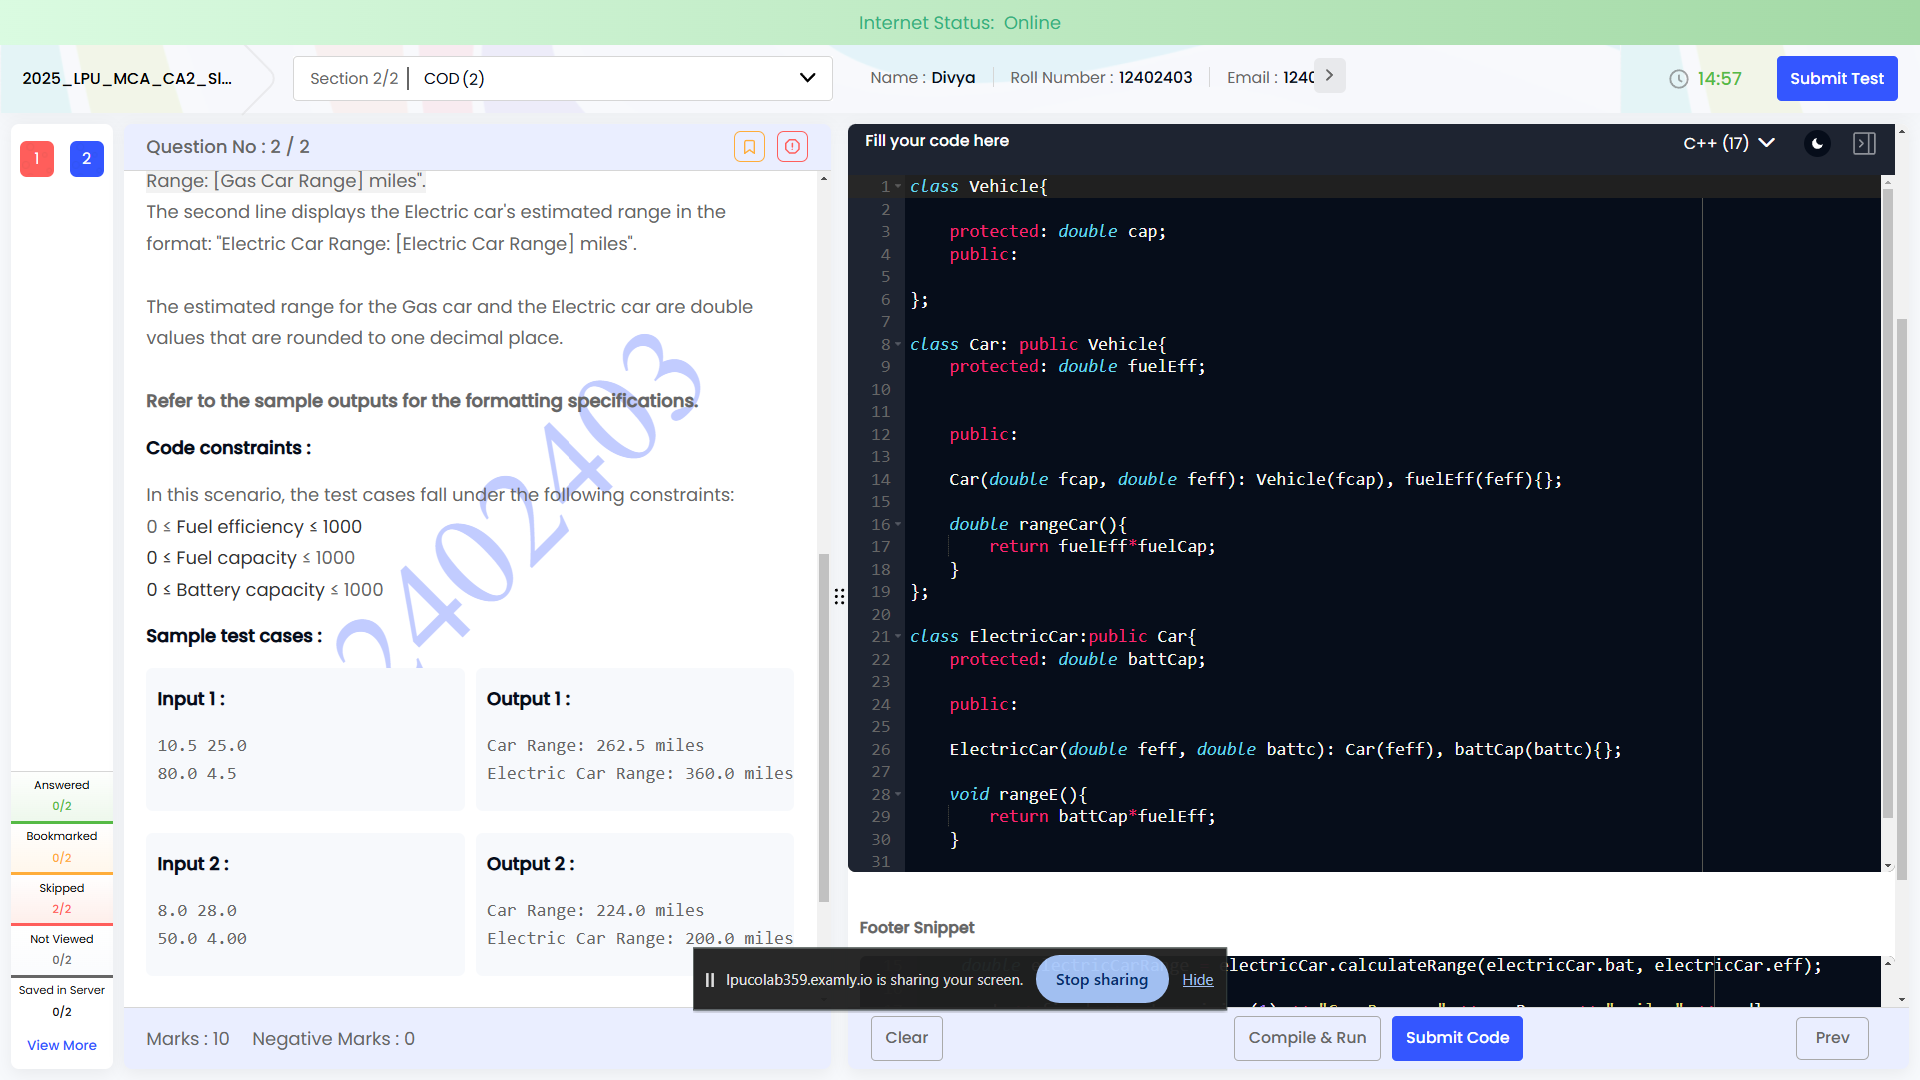 Internet Status: Online
2025_LPU_MCA_CA2_Sl...
Section 2/2 | COD (2)
Name : Divya
Roll Number : 12402403
Email : 1240
14:57
Submit Test
1
2
Question No : 2 / 2
Range: [Gas Car Range] miles".
The second line displays the Electric car's estimated range in the
format: "Electric Car Range: [Electric Car Range] miles".
The estimated range for the Gas car and the Electric car are double
values that are rounded to one decimal place.
Refer to the sample outputs for the formatting specifications.
Code constraints :
In this scenario, the test cases fall under the following constraints:
0 ≤ Fuel efficiency ≤ 1000
0 ≤ Fuel capacity ≤ 1000
0 ≤ Battery capacity ≤ 1000
Sample test cases :
Input 1 :
10.5 25.0
80.0 4.5
Output 1 :
Car Range: 262.5 miles
Electric Car Range: 360.0 miles
Input 2 :
8.0 28.0
50.0 4.00
Output 2 :
Car Range: 224.0 miles
Electric Car Range: 200.0 miles
2402403
Answered
0/2
Bookmarked
0/2
Skipped
2/2
Not Viewed
0/2
Saved in Server
0/2
View More
Marks : 10
Negative Marks : 0
Fill your code here
C++ (17)
1 class Vehicle{
2
3 protected: double cap;
4 public:
5
6 };
7
8 class Car: public Vehicle{
9 protected: double fuelEff;
10
11
12 public:
13
14 Car(double fcap, double feff): Vehicle(fcap), fuelEff(feff){};
15
16 double rangeCar(){
17 return fuelEff*fuelCap;
18 }
19 };
20
21 class ElectricCar:public Car{
22 protected: double battCap;
23
24 public:
25
26 ElectricCar(double feff, double battc): Car(feff), battCap(battc){};
27
28 void rangeE(){
29 return battCap*fuelEff;
30 }
31
Footer Snippet
electricCar.calculateRange(electricCar.bat, electricCar.eff);
lpucolab359.examly.io is sharing your screen.
Stop sharing
Hide
Clear
Compile & Run
Submit Code
Prev